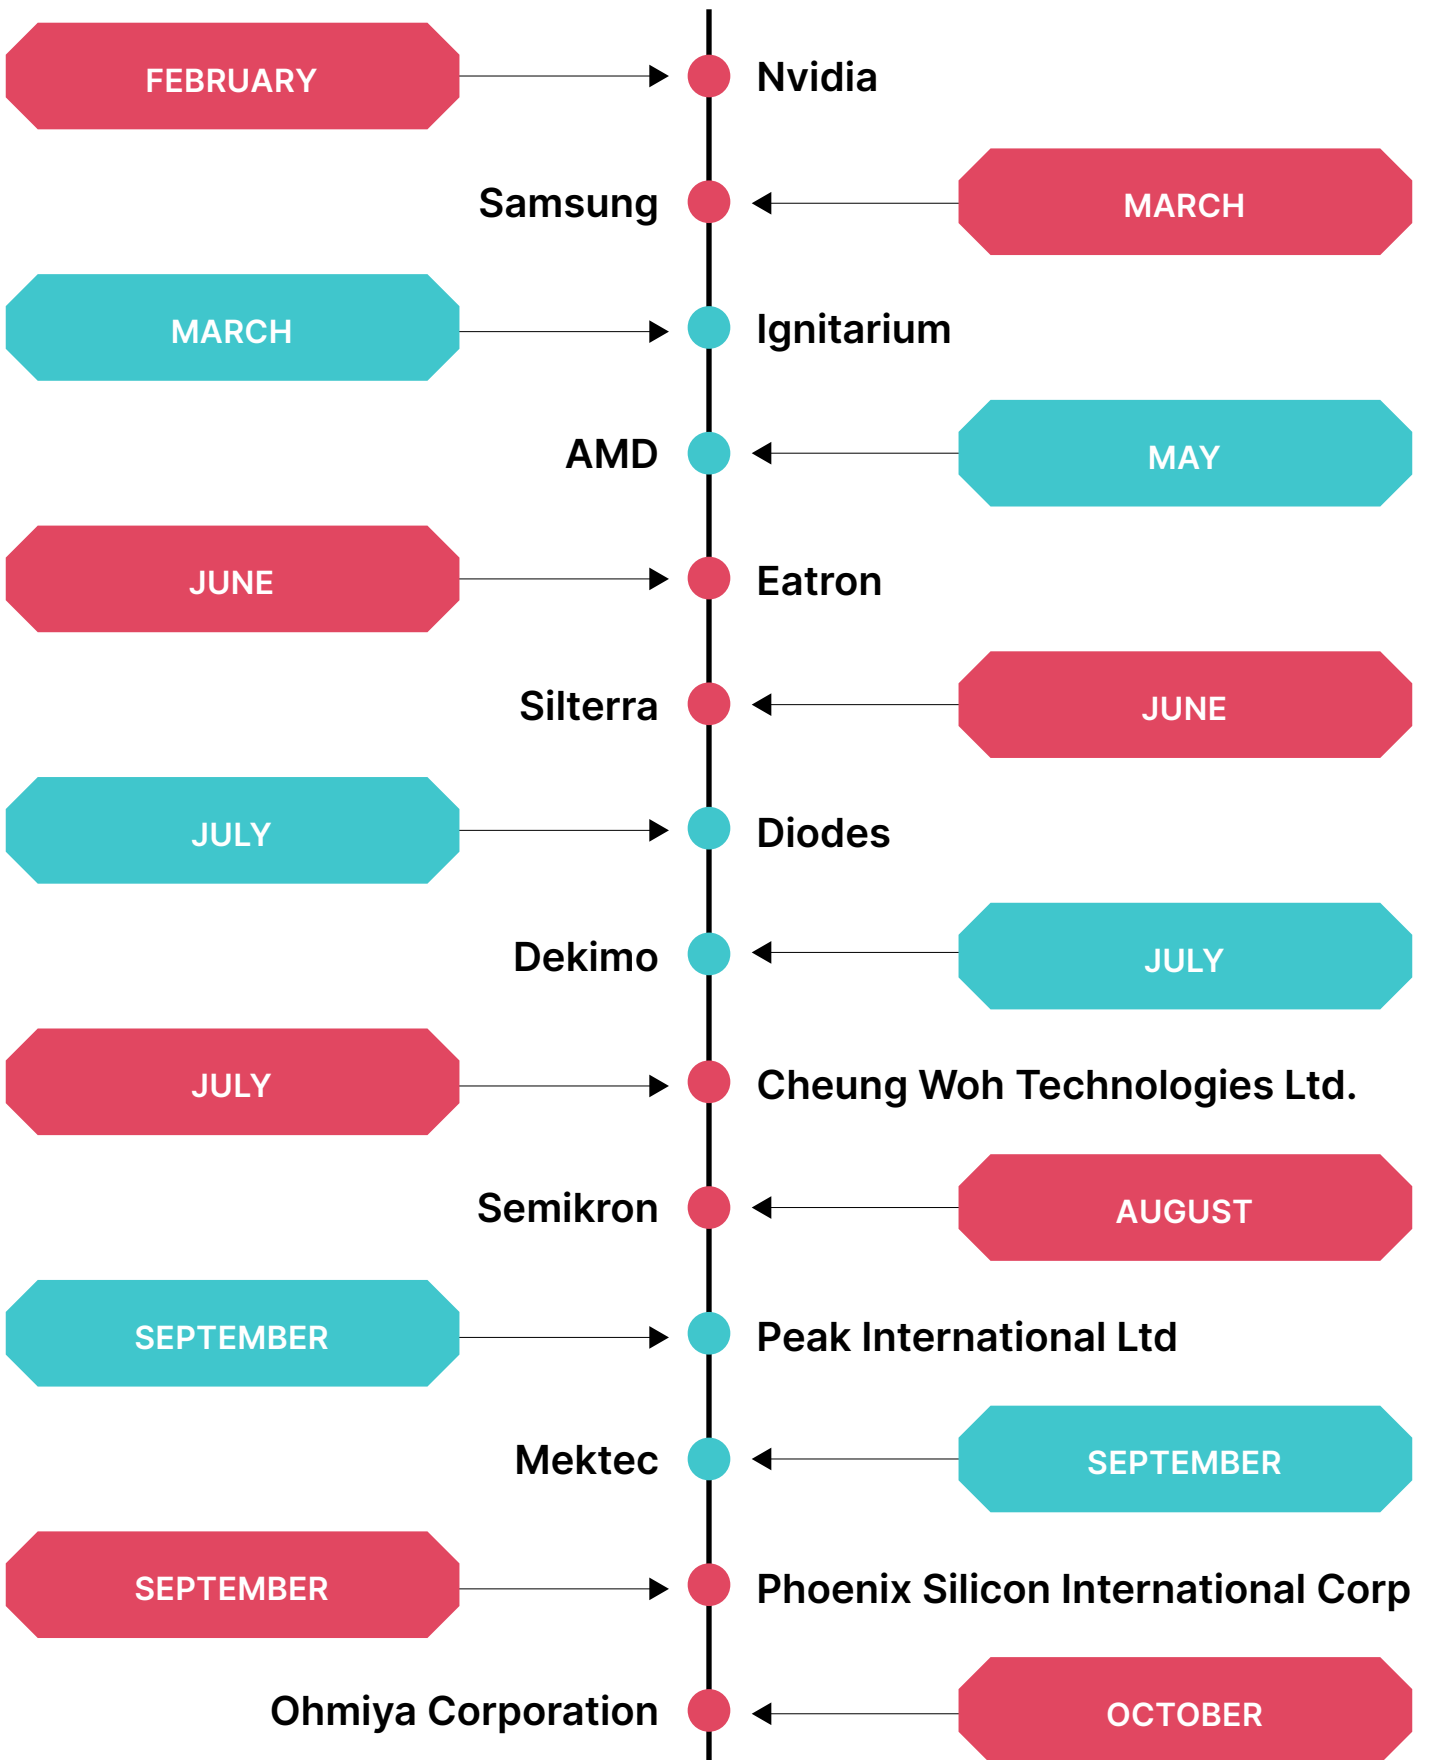 FEBRUARY
Nvidia
Samsung
MARCH
MARCH
Ignitarium
AMD
MAY
JUNE
Eatron
Silterra
JUNE
JULY
Diodes
Dekimo
JULY
JULY
Cheung Woh Technologies Ltd.
Semikron
AUGUST
SEPTEMBER
Peak International Ltd
Mektec
SEPTEMBER
SEPTEMBER
Phoenix Silicon International Corp
Ohmiya Corporation
OCTOBER